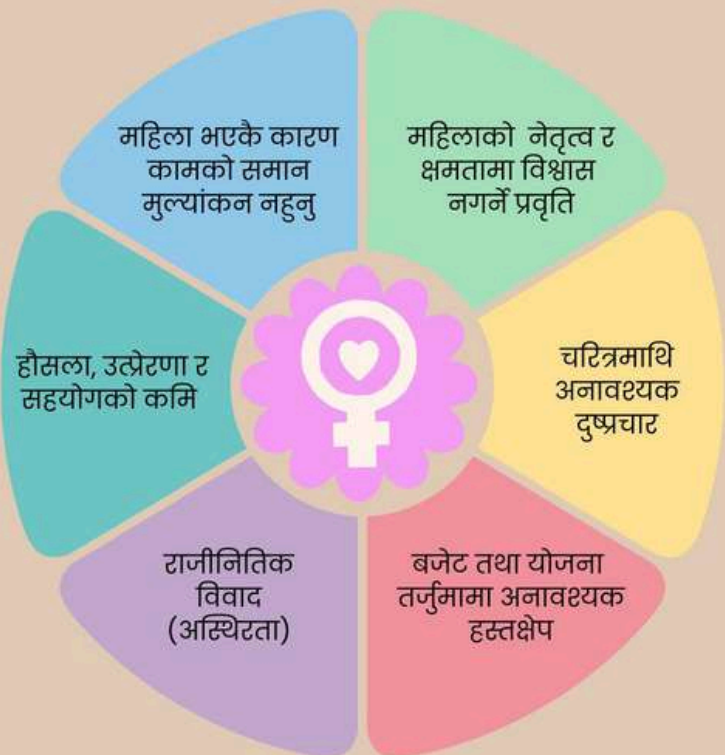 महिला भएकै कारण
कामको समान
मुल्यांकन नहुनु
महिलाको नेतृत्व र
क्षमतामा विश्वास
नगर्ने प्रवृति
चरित्रमाथि
अनावश्यक
दुष्प्रचार
बजेट तथा योजना
तर्जुमामा अनावश्यक
हस्तक्षेप
राजीनितिक
विवाद
(अस्थिरता)
हौसला, उत्प्रेरणा र
सहयोगको कमि